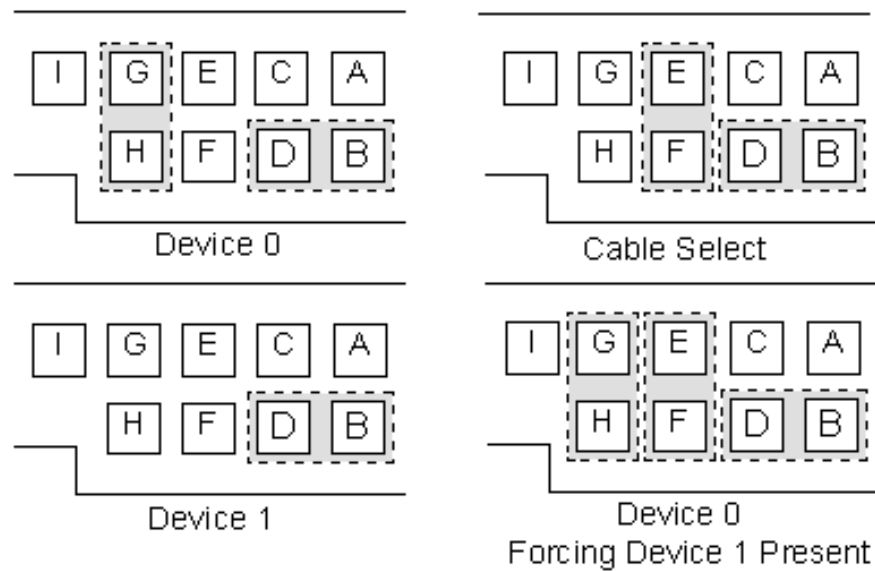 I G E C A
H F D B
Device 0
I G E C A
H F D B
Cable Select
I G E C A
H F D B
Device 1
I G E C A
H F D B
Device 0
Forcing Device 1 Present